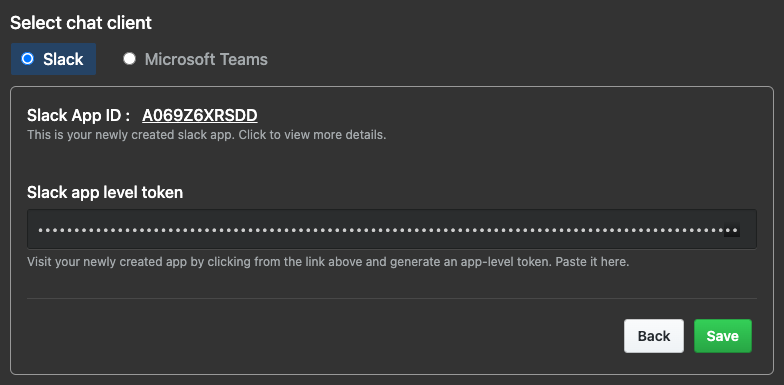 Select chat client
Slack Microsoft Teams
Slack App ID : A069Z6XRSDD
This is your newly created slack app. Click to view more details.
Slack app level token
Visit your newly created app by clicking from the link above and generate an app-level token. Paste it here.
Back Save